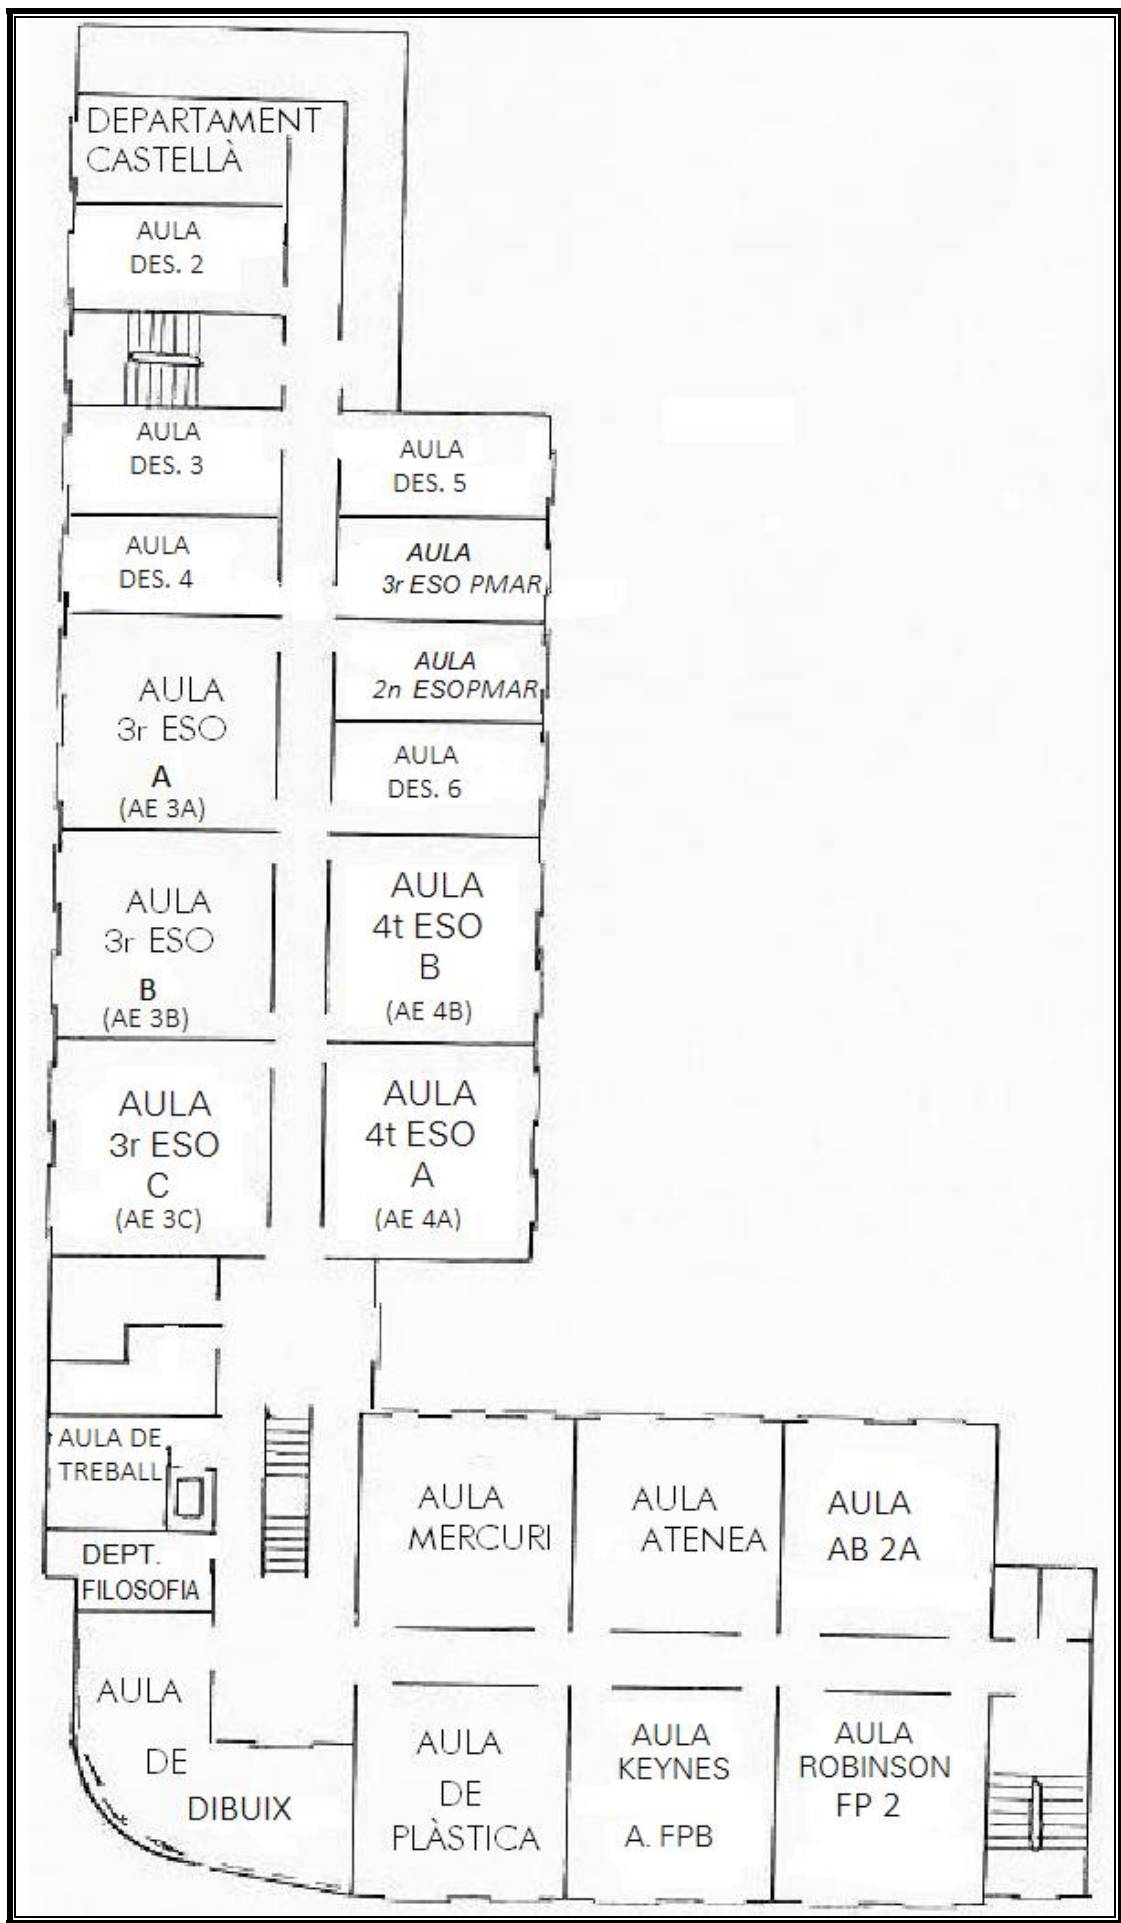 DEPARTAMENT
CASTELLÀ
AULA
DES. 2
AULA
DES. 3
AULA
DES. 5
AULA
DES. 4
AULA
3r ESO PMAR
AULA
3r ESO
A
(AE 3A)
AULA
2n ESOPMAR
AULA
DES. 6
AULA
3r ESO
B
(AE 3B)
AULA
4t ESO
B
(AE 4B)
AULA
3r ESO
C
(AE 3C)
AULA
4t ESO
A
(AE 4A)
AULA DE
TREBALL
DEPT.
FILOSOFIA
AULA
MERCURI
AULA
ATENEA
AULA
AB 2A
AULA
DE
DIBUIX
AULA
DE
PLÀSTICA
AULA
KEYNES
A. FPB
AULA
ROBINSON
FP 2